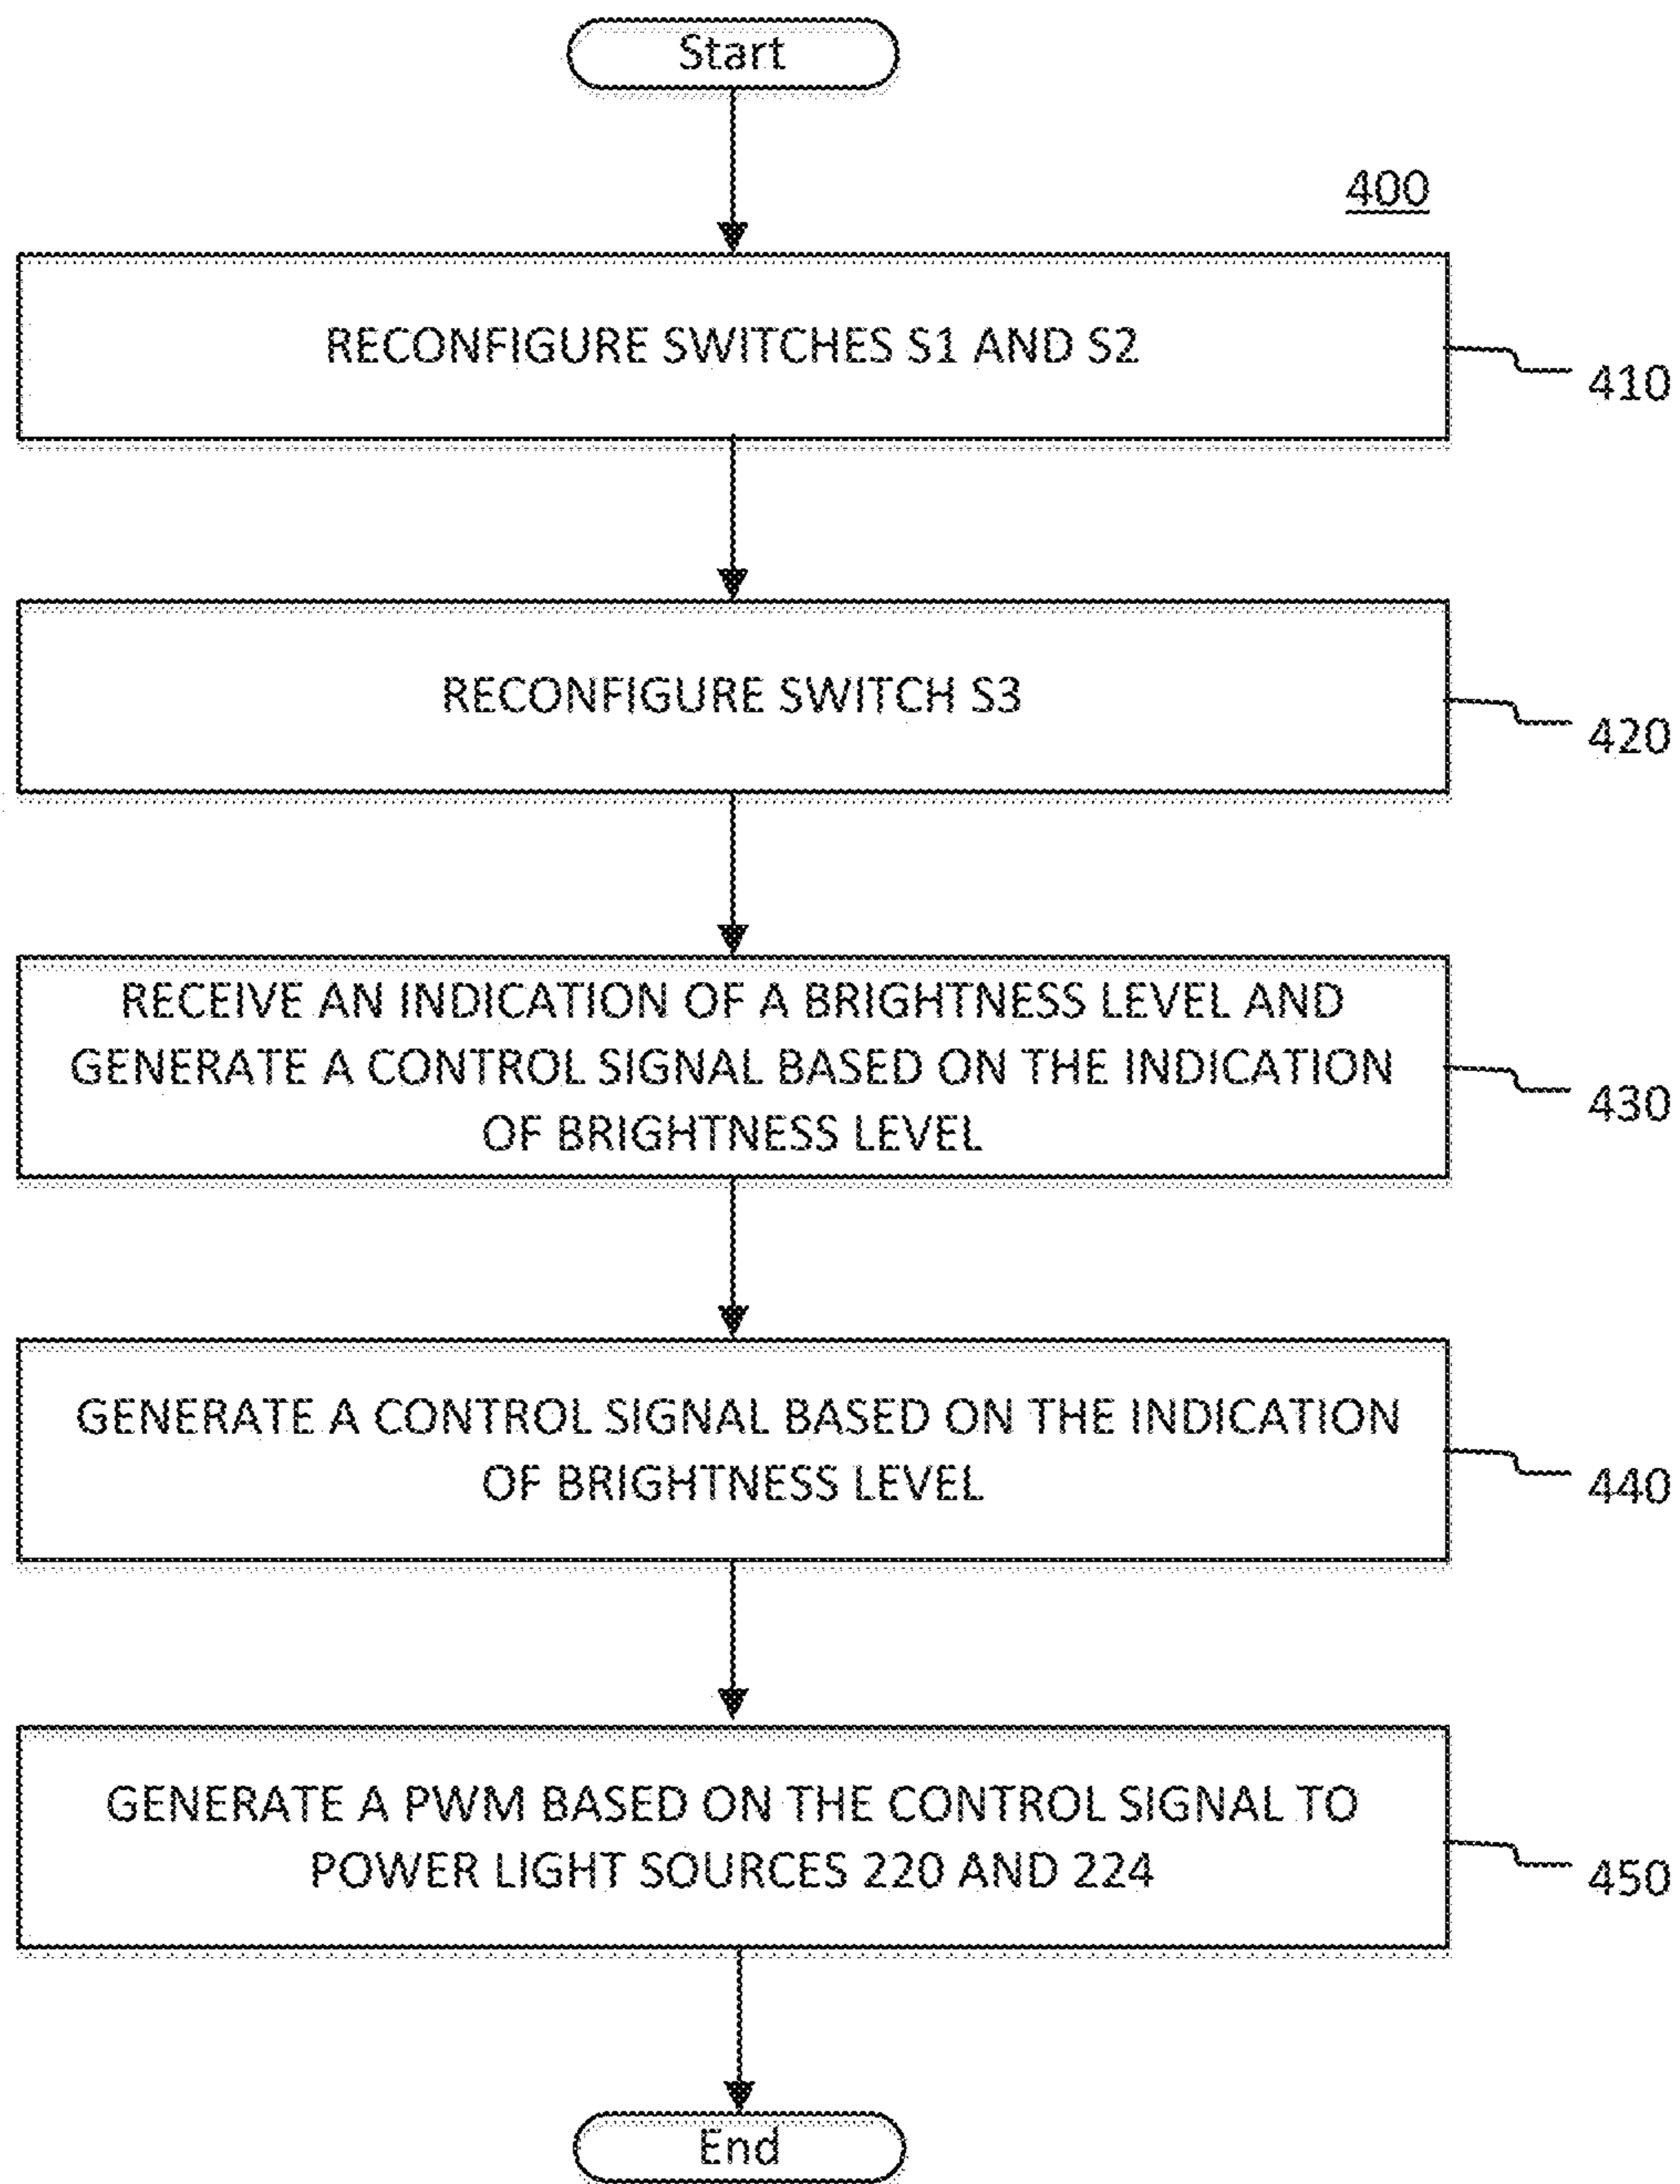 Start
400
RECONFIGURE SWITCHES S1 AND S2
410
RECONFIGURE SWITCH S3
420
RECEIVE AN INDICATION OF A BRIGHTNESS LEVEL AND
GENERATE A CONTROL SIGNAL BASED ON THE INDICATION
OF BRIGHTNESS LEVEL
430
GENERATE A CONTROL SIGNAL BASED ON THE INDICATION
OF BRIGHTNESS LEVEL
440
GENERATE A PWM BASED ON THE CONTROL SIGNAL TO
POWER LIGHT SOURCES 220 AND 224
450
End